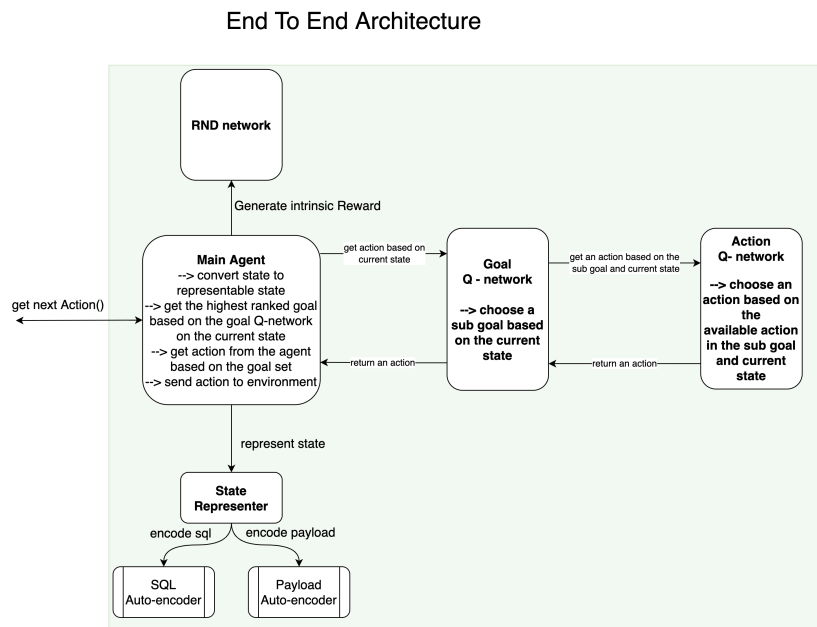 End To End Architecture
RND network
Generate intrinsic Reward
Main Agent
--> convert state to
representable state
--> get the highest ranked goal
based on the goal Q-network
on the current state
--> get action from the agent
based on the goal set
--> send action to environment
get next Action()
get action based on
current state
Goal
Q - network
--> choose a
sub goal based
on the current
state
get an action based on the
sub goal and current state
Action
Q- network
--> choose an
action based on
the
available action
in the sub goal
and current
state
return an action
return an action
represent state
State
Representer
encode sql
encode payload
SQL
Auto-encoder
Payload
Auto-encoder